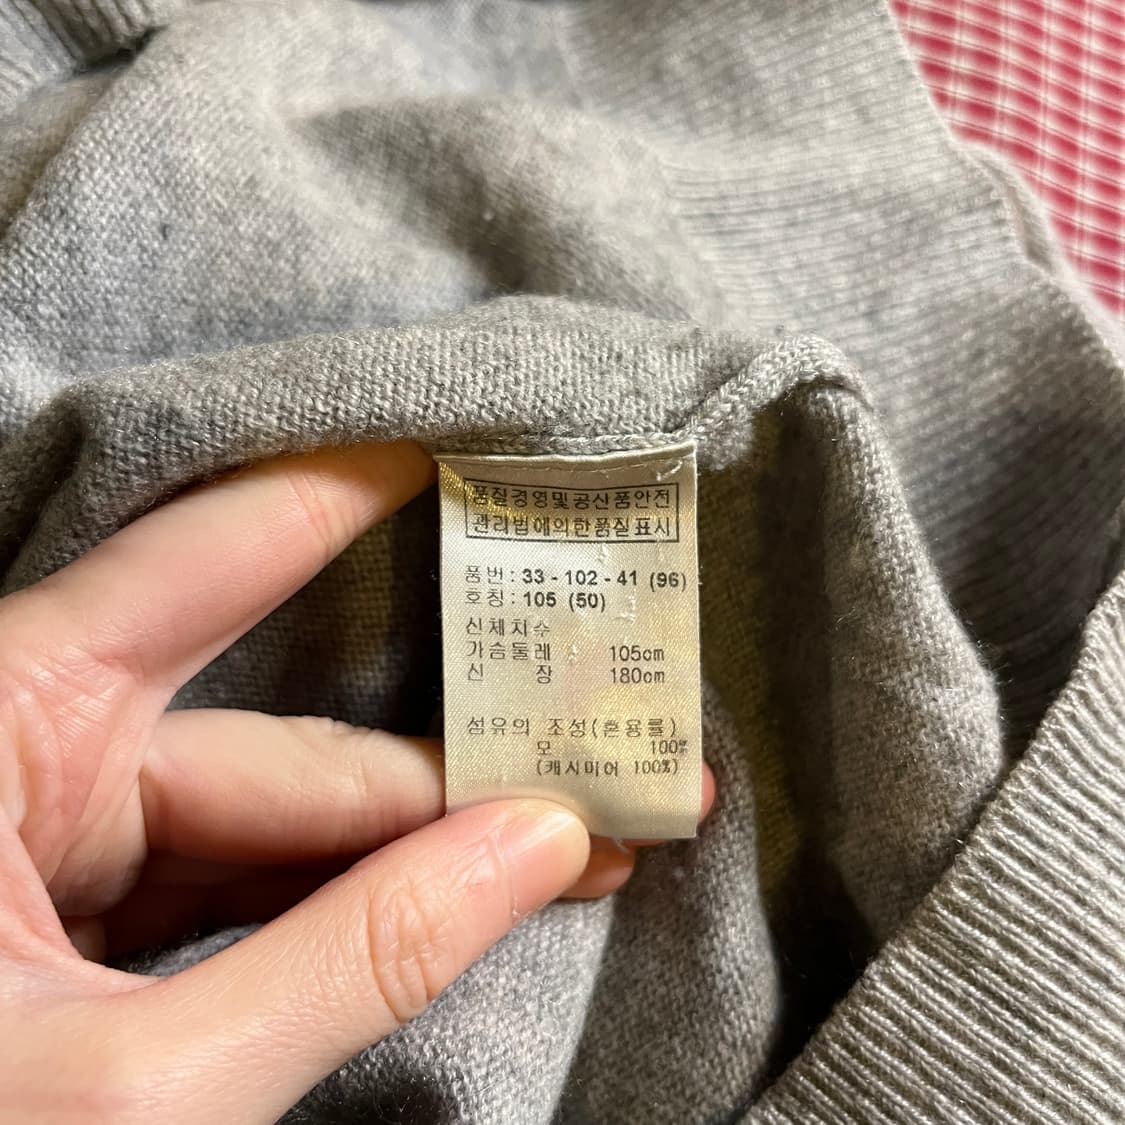 품질경영및공산품안전
관리법에의한품질표시
품번 : 33 - 102 - 41 (96)
호칭 : 105 (50)
신체치수
가슴둘레 : 105cm
신 장 180cm
섬유의 조성(혼용률)
모 100%
(캐시미어 100%)